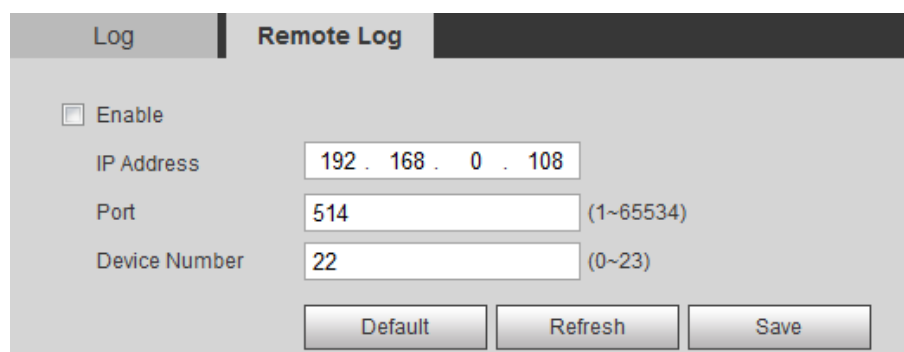 Log Remote Log
Enable
IP Address 192 . 168 . 0 . 108
Port 514 (1~65534)
Device Number 22 (0~23)
Default Refresh Save